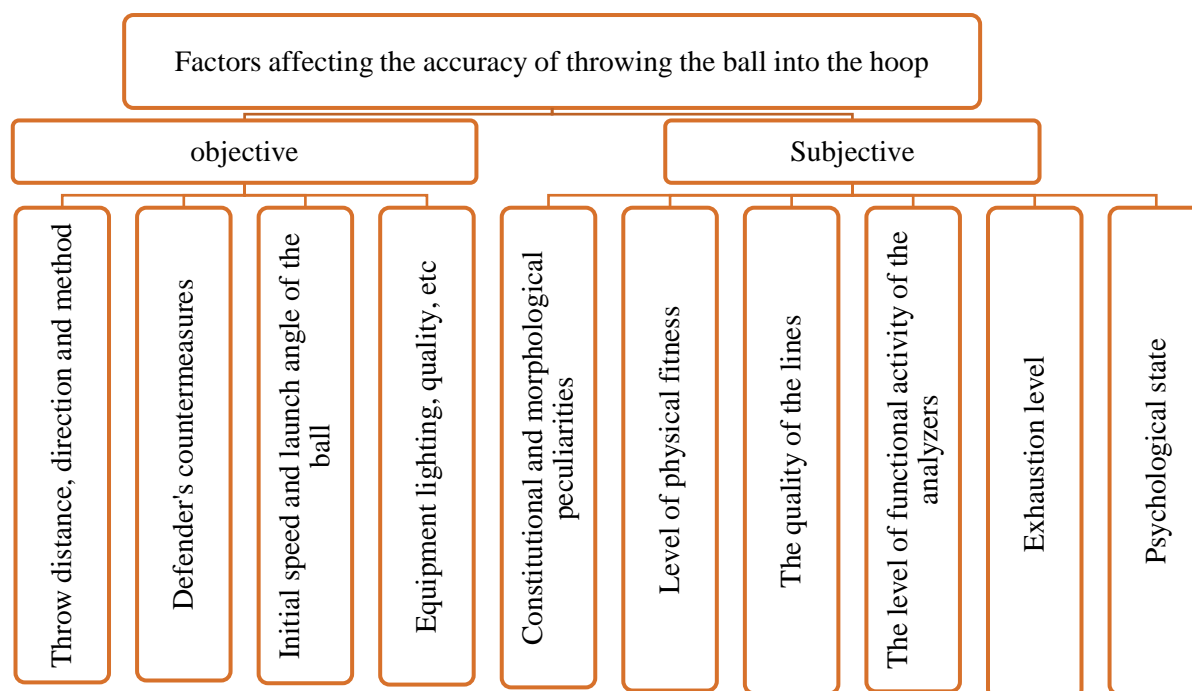 Factors affecting the accuracy of throwing the ball into the hoop
objective
Subjective
Throw distance, direction and method
Defender's countermeasures
Initial speed and launch angle of the
ball
Equipment lighting, quality, etc
Constitutional and morphological
peculiarities
Level of physical fitness
The quality of the lines
The level of functional activity of the
analyzers
Exhaustion level
Psychological state